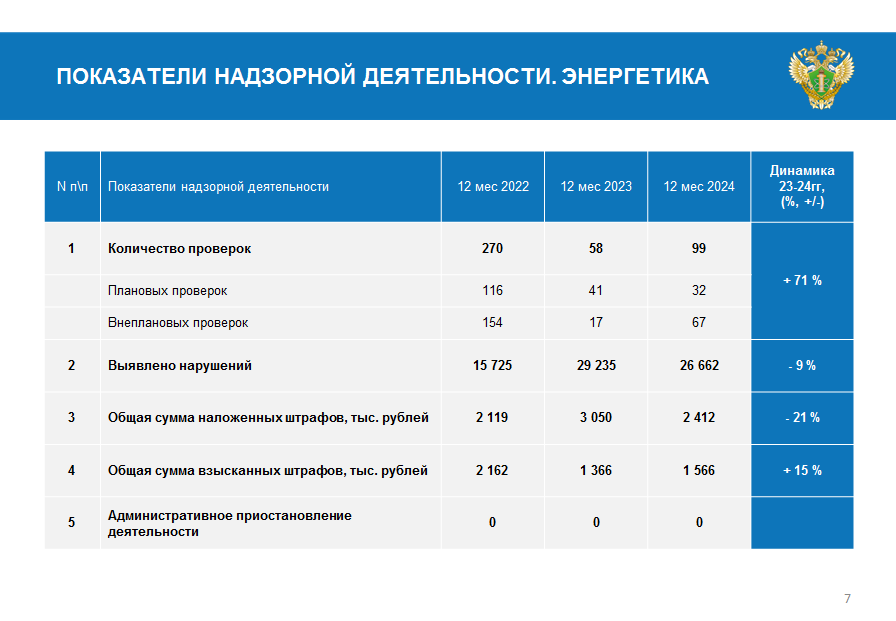 ПОКАЗАТЕЛИ НАДЗОРНОЙ ДЕЯТЕЛЬНОСТИ. ЭНЕРГЕТИКА
N п\п Показатели надзорной деятельности 12 мес 2022 12 мес 2023 12 мес 2024 Динамика
23-24гг,
(%, +/-)
1 Количество проверок 270 58 99
+ 71 %
Плановых проверок 116 41 32
Внеплановых проверок 154 17 67
2 Выявлено нарушений 15 725 29 235 26 662 - 9 %
3 Общая сумма наложенных штрафов, тыс. рублей 2 119 3 050 2 412 - 21 %
4 Общая сумма взысканных штрафов, тыс. рублей 2 162 1 366 1 566 + 15 %
5 Административное приостановление
деятельности 0 0 0
7